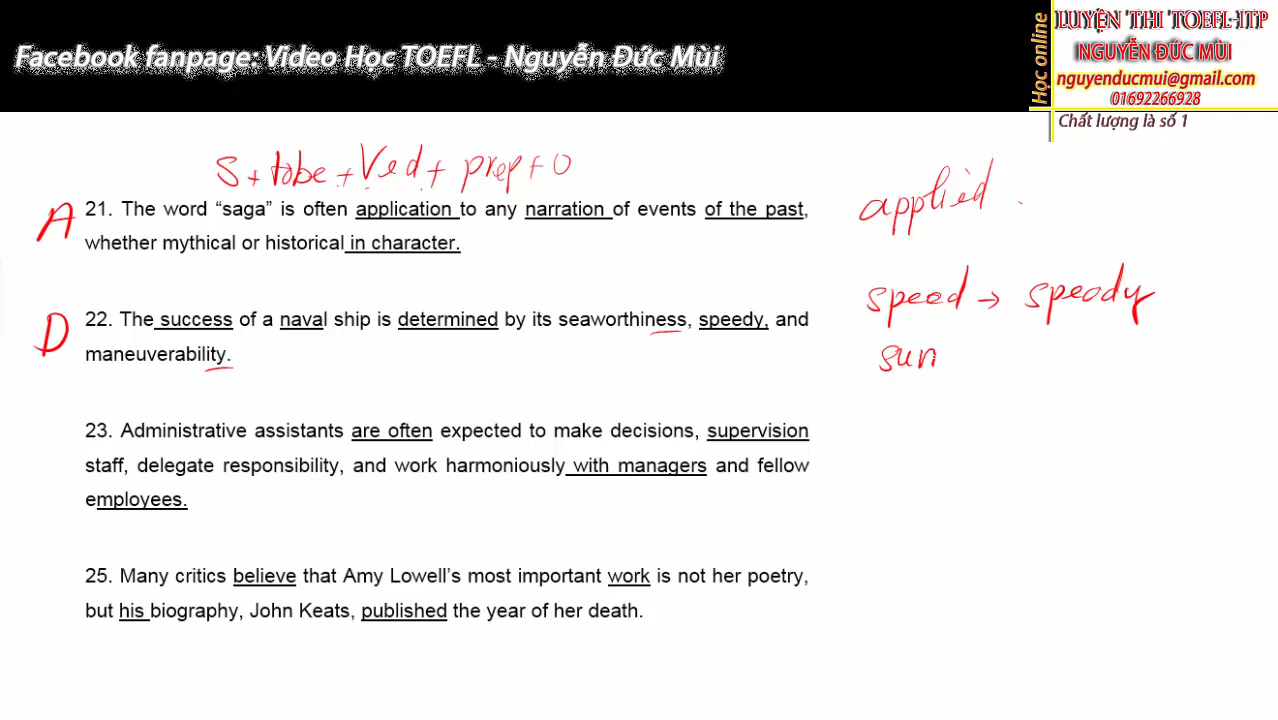 Facebook fanpage: Video Học TOEFL - Nguyễn Đức Mùi
Học online
LUYỆN THI TOEFL-ITP
NGUYỄN ĐỨC MÙI
nguyenducmui@gmail.com
01692266928
Chất lượng là số 1
S + tobe + Ved + prep + O
A
21. The word “saga” is often application to any narration of events of the past,
whether mythical or historical in character.
applied
D
22. The success of a naval ship is determined by its seaworthiness, speedy, and
maneuverability.
speed → speedy
sun
23. Administrative assistants are often expected to make decisions, supervision
staff, delegate responsibility, and work harmoniously with managers and fellow
employees.
25. Many critics believe that Amy Lowell’s most important work is not her poetry,
but his biography, John Keats, published the year of her death.